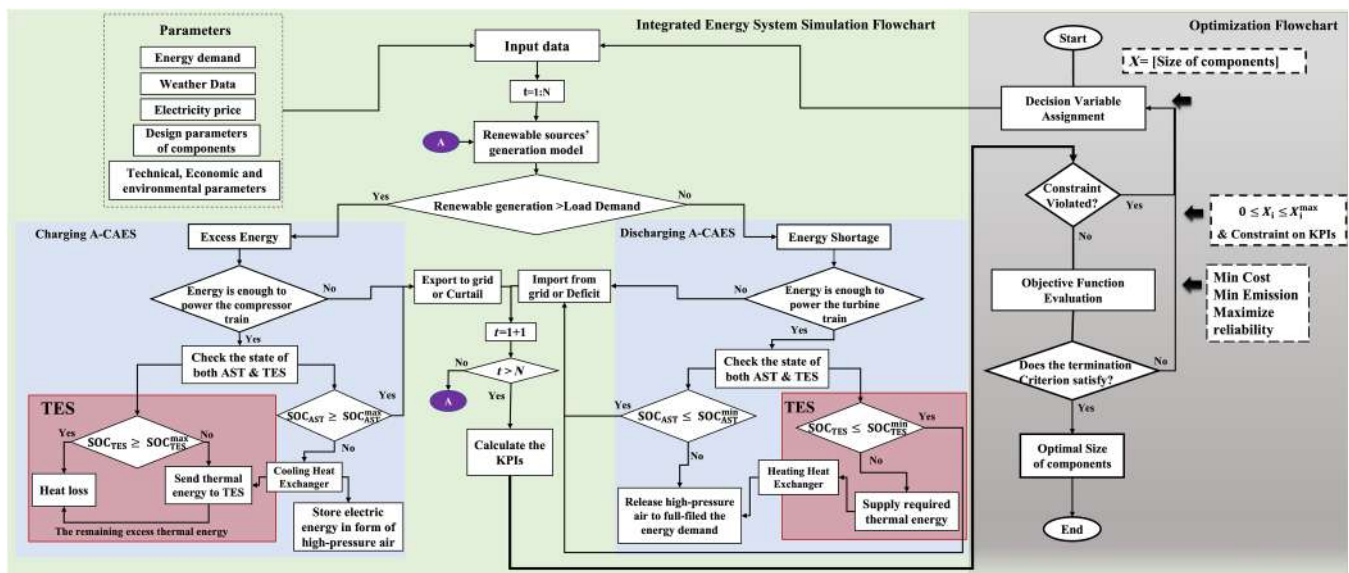 Integrated Energy System Simulation Flowchart
Optimization Flowchart
Parameters
Energy demand
Weather Data
Electricity price
Design parameters
of components
Technical, Economic and
environmental parameters
Input data
t=1:N
A
Renewable sources'
generation model
Yes
No
Renewable generation >Load Demand
Charging A-CAES
Excess Energy
Energy is enough to
power the compressor
train
No
Yes
Check the state of
both AST & TES
TES
Yes
SOC_TES ≥ SOC_TES^max
No
Heat loss
Send thermal
energy to TES
The remaining excess thermal energy
SOC_AST ≥ SOC_AST^max
Yes
No
Cooling Heat
Exchanger
Store electric
energy in form of
high-pressure air
Export to grid
or Curtail
Import from
grid or Deficit
t=1+1
No
t > N
A
Yes
Calculate the
KPIs
Discharging A-CAES
Energy Shortage
No
Energy is enough to
power the turbine
train
Yes
Check the state of
both AST & TES
Yes
SOC_AST ≤ SOC_AST^min
No
TES
Yes
SOC_TES ≤ SOC_TES^min
No
Heating Heat
Exchanger
Supply required
thermal energy
Release high-pressure
air to full-filed the
energy demand
Start
X= [Size of components]
Decision Variable
Assignment
Constraint
Violated?
Yes
No
0 ≤ X_i ≤ X_i^max
& Constraint on KPIs
Objective Function
Evaluation
Min Cost
Min Emission
Maximize
reliability
Does the termination
Criterion satisfy?
No
Yes
Optimal Size
of components
End